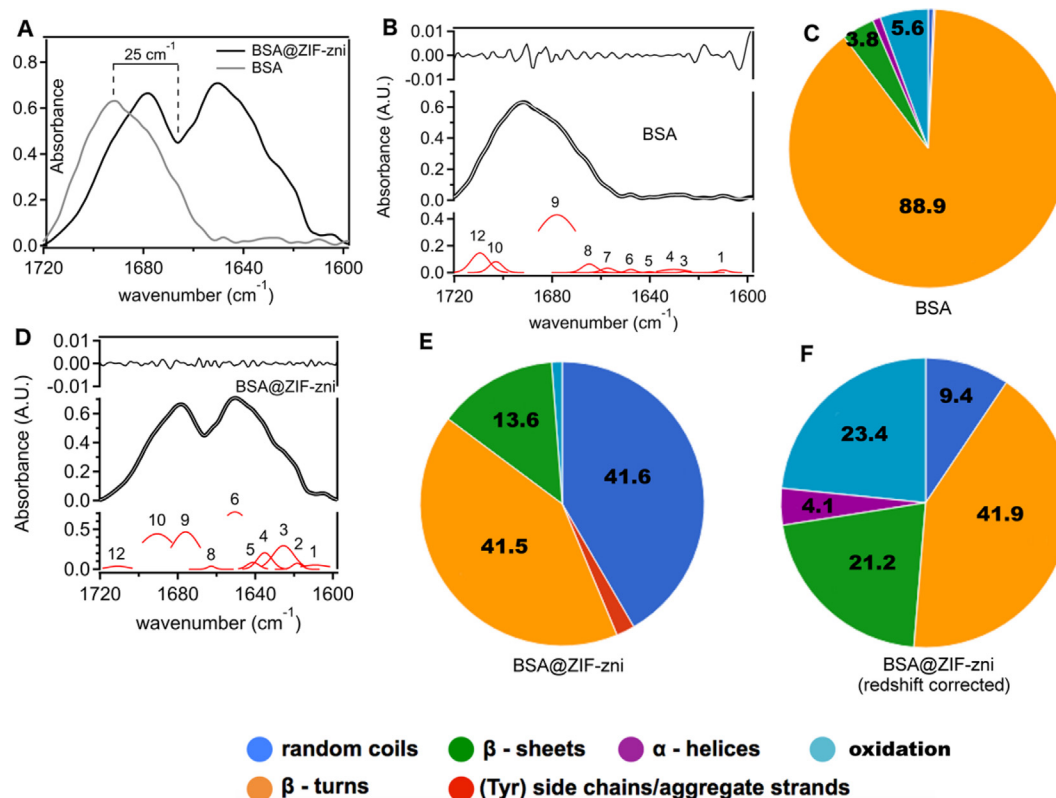 A
25 cm⁻¹
BSA@ZIF-zni
BSA
Absorbance
0.8
0.6
0.4
0.2
0.0
1720 1680 1640 1600
wavenumber (cm⁻¹)
B
0.01
0.00
-0.01
0.6
0.4
0.2
0.0
Absorbance (A.U.)
BSA
0.4
0.2
0.0
12 10 9 8 7 6 5 4 3 1
1720 1680 1640 1600
wavenumber (cm⁻¹)
C
5.6
3.8
88.9
BSA
D
0.01
0.00
-0.01
BSA@ZIF-zni
0.6
0.4
0.2
0.0
Absorbance (A.U.)
0.5
0.0
12 10 9 8 6 5 4 3 2 1
1720 1680 1640 1600
wavenumber (cm⁻¹)
E
13.6
41.6
41.5
BSA@ZIF-zni
F
9.4
23.4
4.1
41.9
21.2
BSA@ZIF-zni
(redshift corrected)
random coils β - sheets α - helices oxidation
β - turns (Tyr) side chains/aggregate strands